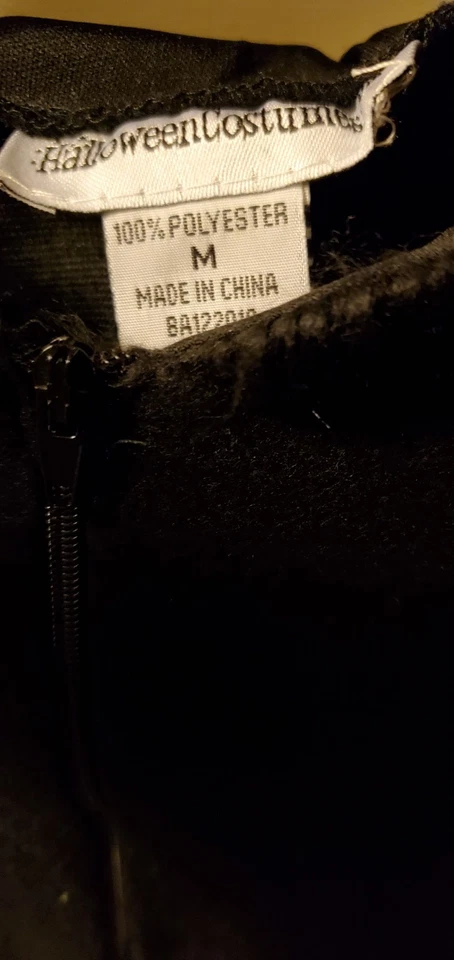 HalloweenCostumes
100% POLYESTER
M
MADE IN CHINA